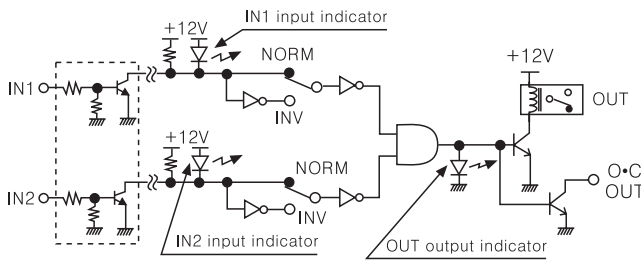 IN1 input indicator
+12V
NORM
IN1
INV
+12V
OUT
+12V
NORM
IN2
INV
O•C
OUT
IN2 input indicator
OUT output indicator